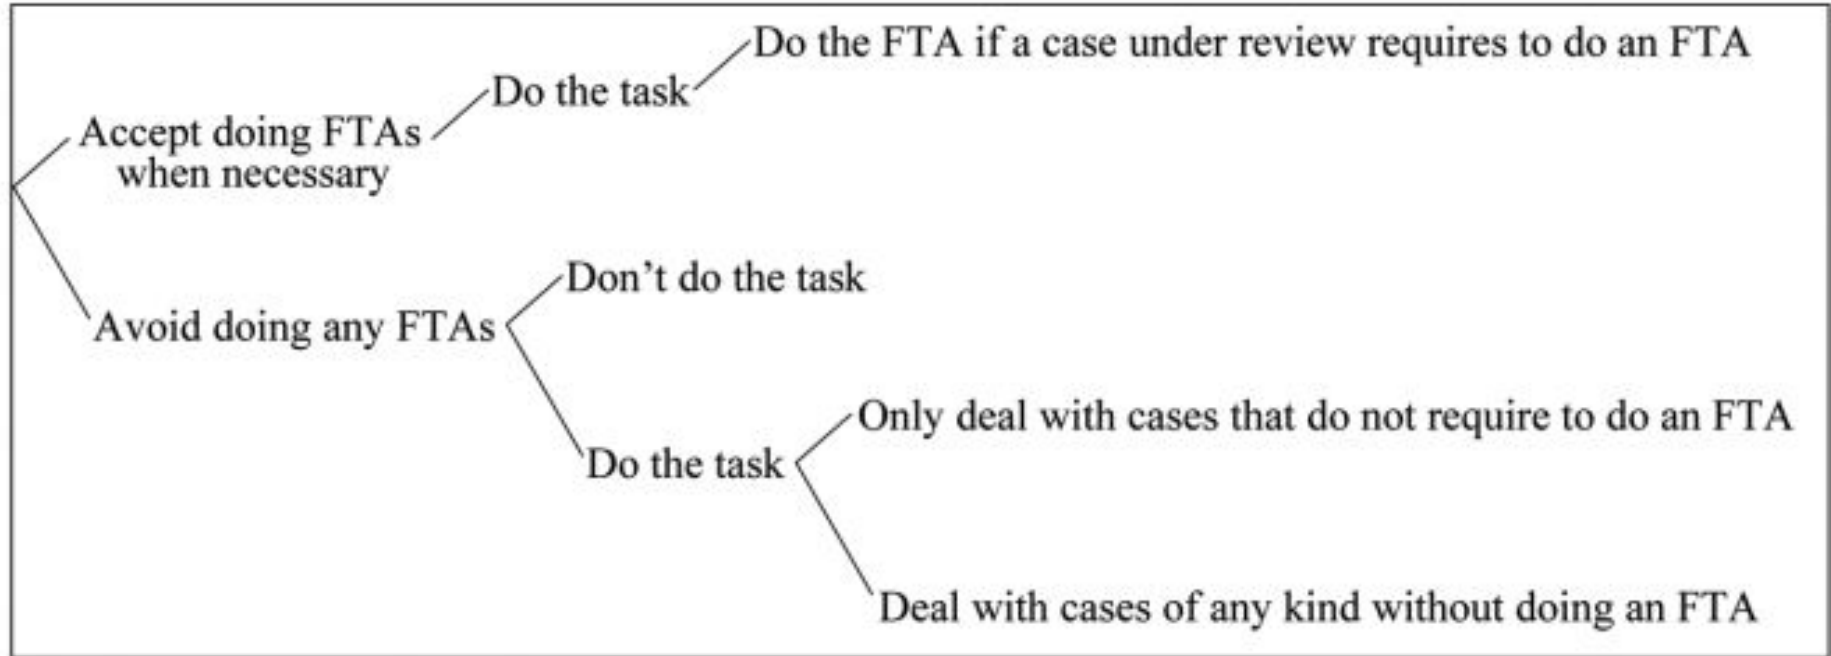 Do the FTA if a case under review requires to do an FTA
Do the task
Accept doing FTAs
when necessary
Don't do the task
Avoid doing any FTAs
Only deal with cases that do not require to do an FTA
Do the task
Deal with cases of any kind without doing an FTA